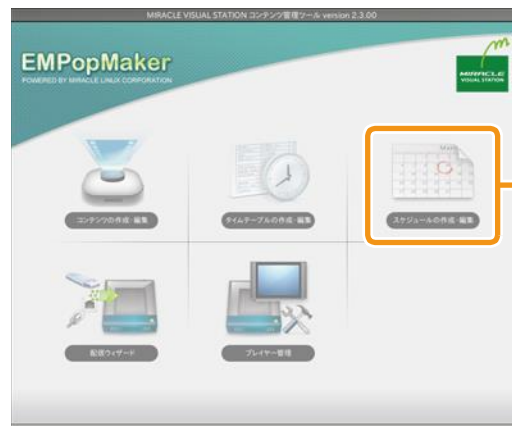 MIRACLE VISUAL STATION コンテンツ管理ツール version 2.3.00
EMPopMaker
POWERED BY MIRACLE LINUX CORPORATION
m
MIRACLE
VISUAL STATION
コンテンツの作成・編集
タイムテーブルの作成・編集
スケジュールの作成・編集
配信ウィザード
プレイヤー管理